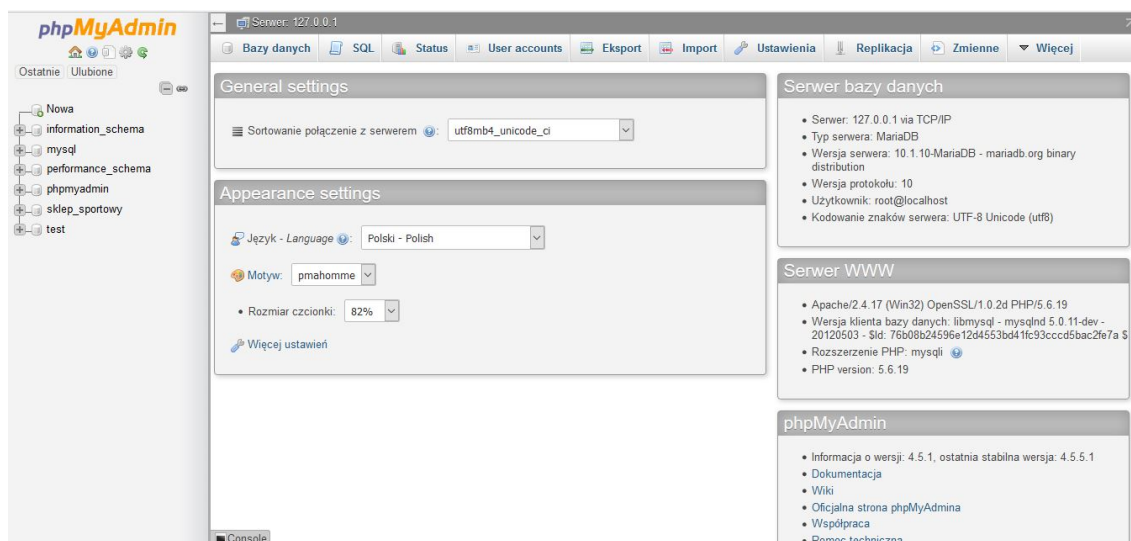 phpMyAdmin
Ostatnie Ulubione
Nowa
information_schema
mysql
performance_schema
phpmyadmin
sklep_sportowy
test
Serwer: 127.0.0.1
Bazy danych SQL Status User accounts Eksport Import Ustawienia Replikacja Zmienne Więcej
General settings
Sortowanie połączenie z serwerem : utf8mb4_unicode_ci
Appearance settings
Język - Language : Polski - Polish
Motyw: pmahomme
• Rozmiar czcionki: 82%
Więcej ustawień
Serwer bazy danych
• Serwer: 127.0.0.1 via TCP/IP
• Typ serwera: MariaDB
• Wersja serwera: 10.1.10-MariaDB - mariadb.org binary
distribution
• Wersja protokołu: 10
• Użytkownik: root@localhost
• Kodowanie znaków serwera: UTF-8 Unicode (utf8)
Serwer WWW
• Apache/2.4.17 (Win32) OpenSSL/1.0.2d PHP/5.6.19
• Wersja klienta bazy danych: libmysql - mysqlnd 5.0.11-dev -
20120503 - $Id: 76b08b24596e12d4553bd41fc93cccd5bac2fe7a $
• Rozszerzenie PHP: mysqli
• PHP version: 5.6.19
phpMyAdmin
• Informacja o wersji: 4.5.1, ostatnia stabilna wersja: 4.5.5.1
• Dokumentacja
• Wiki
• Oficjalna strona phpMyAdmina
• Współpraca
• Pomoc techniczna
Console